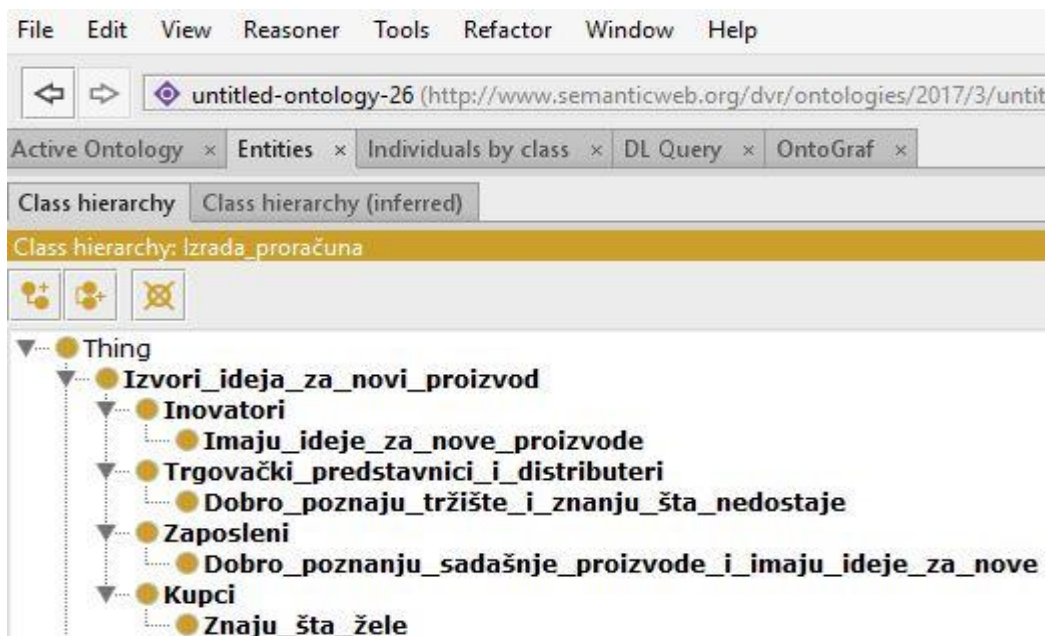 File Edit View Reasoner Tools Refactor Window Help
untitled-ontology-26 (http://www.semanticweb.org/dvr/ontologies/2017/3/untit
Active Ontology × Entities × Individuals by class × DL Query × OntoGraf ×
Class hierarchy Class hierarchy (inferred)
Class hierarchy: Izrada_proračuna
Thing
Izvori_ideja_za_novi_proizvod
Inovatori
Imaju_ideje_za_nove_proizvode
Trgovački_predstavnici_i_distributeri
Dobro_poznaju_tržište_i_znanju_šta_nedostaje
Zaposleni
Dobro_poznanju_sadašnje_proizvode_i_imaju_ideje_za_nove
Kupci
Znaju_šta_žele